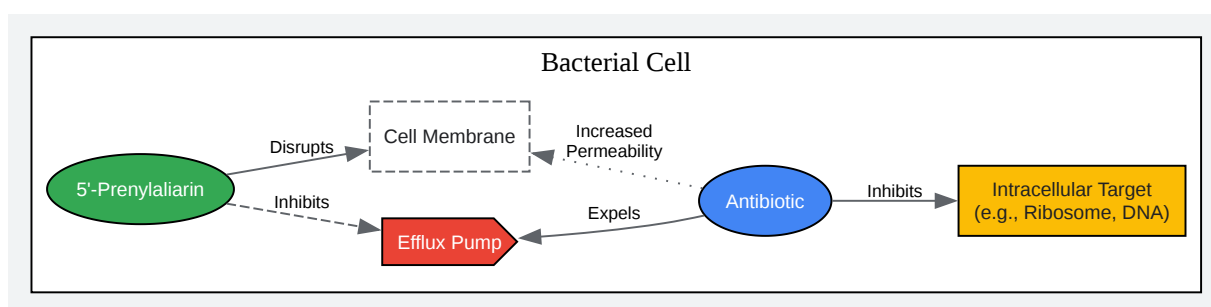 Bacterial Cell
Disrupts
Cell Membrane
Increased
Permeability
5'-Prenylaliarin
Inhibits
Efflux Pump
Expels
Antibiotic
Inhibits
Intracellular Target
(e.g., Ribosome, DNA)